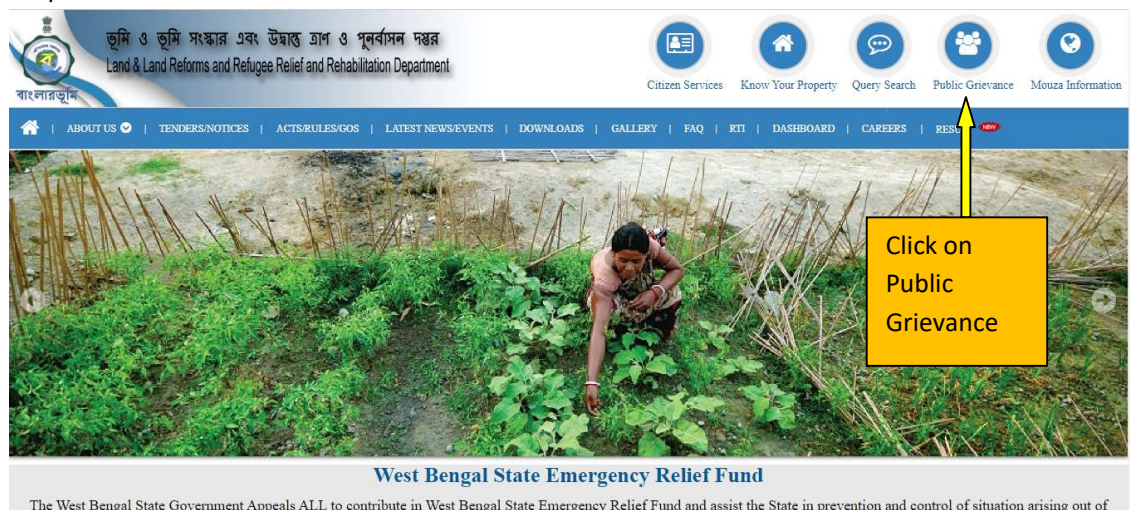 ভূমি ও ভূমি সংস্কার এবং উদ্বাস্তু ত্রাণ ও পুনর্বাসন দপ্তর
Land & Land Reforms and Refugee Relief and Rehabilitation Department
বাংলারভূমি
Citizen Services Know Your Property Query Search Public Grievance Mouza Information
ABOUT US | TENDERS/NOTICES | ACTS/RULES/GOS | LATEST NEWS/EVENTS | DOWNLOADS | GALLERY | FAQ | RTI | DASHBOARD | CAREERS | NEW
Click on
Public
Grievance
West Bengal State Emergency Relief Fund
The West Bengal State Government Appeals ALL to contribute in West Bengal State Emergency Relief Fund and assist the State in prevention and control of situation arising out of